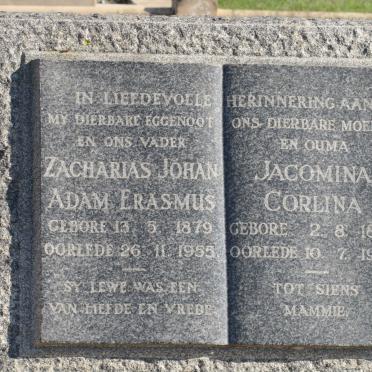 IN LIEFDEVOLLE
MY DIERBARE EGGENOOT
EN ONS VADER
ZACHARIAS JOHAN
ADAM ERASMUS
GEBORE 13. 5. 1879
OORLEDE 26. 11. 1955
SY LEWE WAS EEN
VAN LIEFDE EN VREDE.
HERINNERING AAN
ONS DIERBARE
EN OUMA
JACOMINA
CORLINA
GEBORE 2. 8.
OORLEDE 10. 7.
TOT SIENS
MAMMIE.